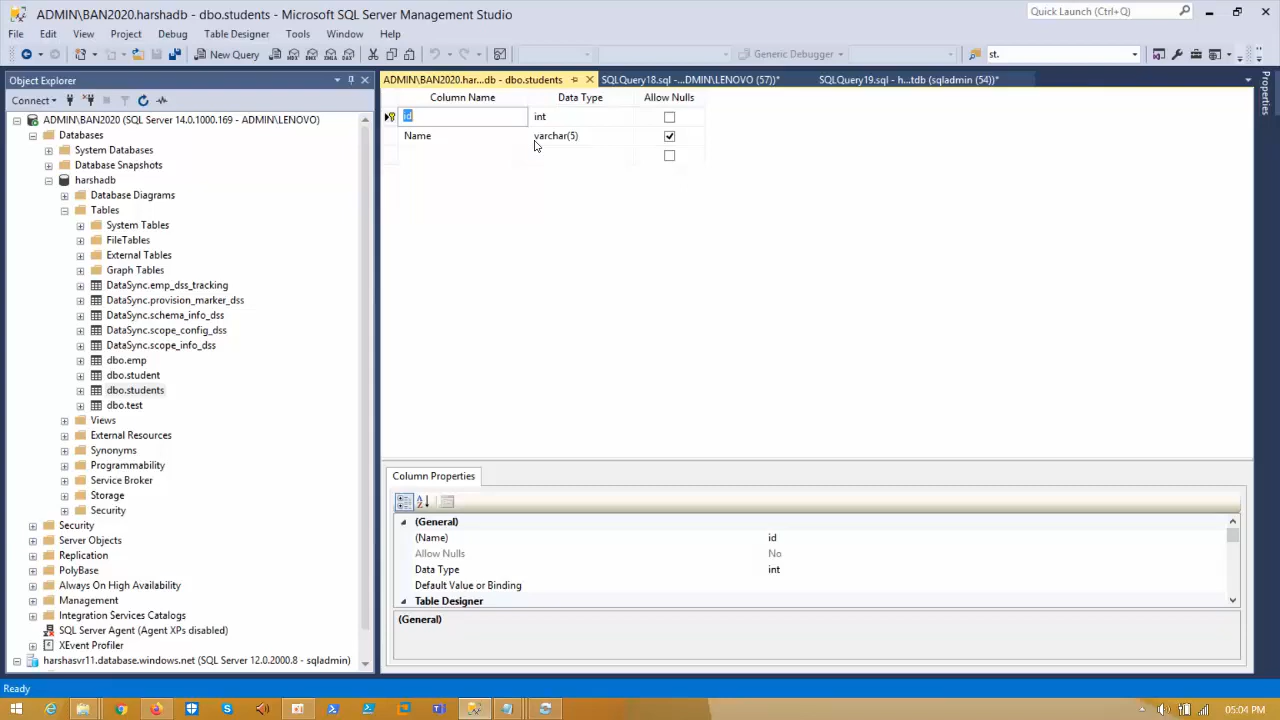 ADMIN\BAN2020.harshadb - dbo.students - Microsoft SQL Server Management Studio
Quick Launch (Ctrl+Q)
File Edit View Project Debug Table Designer Tools Window Help
New Query
Generic Debugger
st.
Object Explorer
ADMIN\BAN2020.har...db - dbo.students
SQLQuery18.sql -...DMIN\LENOVO (57))*
SQLQuery19.sql - h...tdb (sqladmin (54))*
Properties
Connect
Column Name Data Type Allow Nulls
id int
Name varchar(5)
ADMIN\BAN2020 (SQL Server 14.0.1000.169 - ADMIN\LENOVO)
Databases
System Databases
Database Snapshots
harshadb
Database Diagrams
Tables
System Tables
FileTables
External Tables
Graph Tables
DataSync.emp_dss_tracking
DataSync.provision_marker_dss
DataSync.schema_info_dss
DataSync.scope_config_dss
DataSync.scope_info_dss
dbo.emp
dbo.student
dbo.students
dbo.test
Views
External Resources
Synonyms
Programmability
Service Broker
Storage
Security
Security
Server Objects
Replication
PolyBase
Always On High Availability
Management
Integration Services Catalogs
SQL Server Agent (Agent XPs disabled)
XEvent Profiler
harshasvr11.database.windows.net (SQL Server 12.0.2000.8 - sqladmin)
Column Properties
(General)
(Name) id
Allow Nulls No
Data Type int
Default Value or Binding
Table Designer
(General)
Ready
05:04 PM